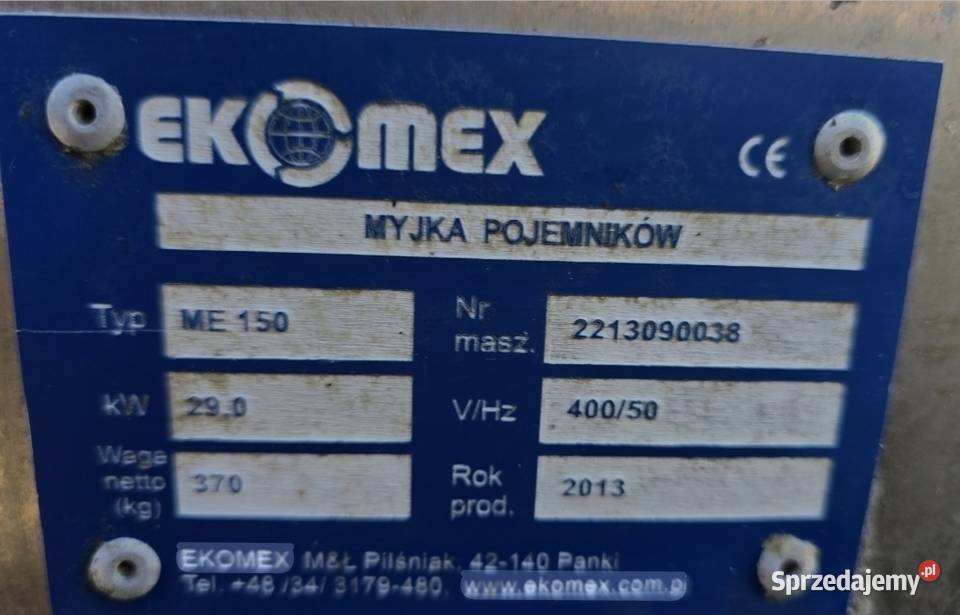 EKOMEX CE
MYJKA POJEMNIKÓW
Typ ME 150 Nr masz. 2213090038
kW 29.0 V/Hz 400/50
Waga netto (kg) 370 Rok prod. 2013
EKOMEX M&Ł Pilśniak, 42-140 Panki
Tel. +48 /34/ 3179-480, www.ekomex.com.pl
Sprzedajemy.pl